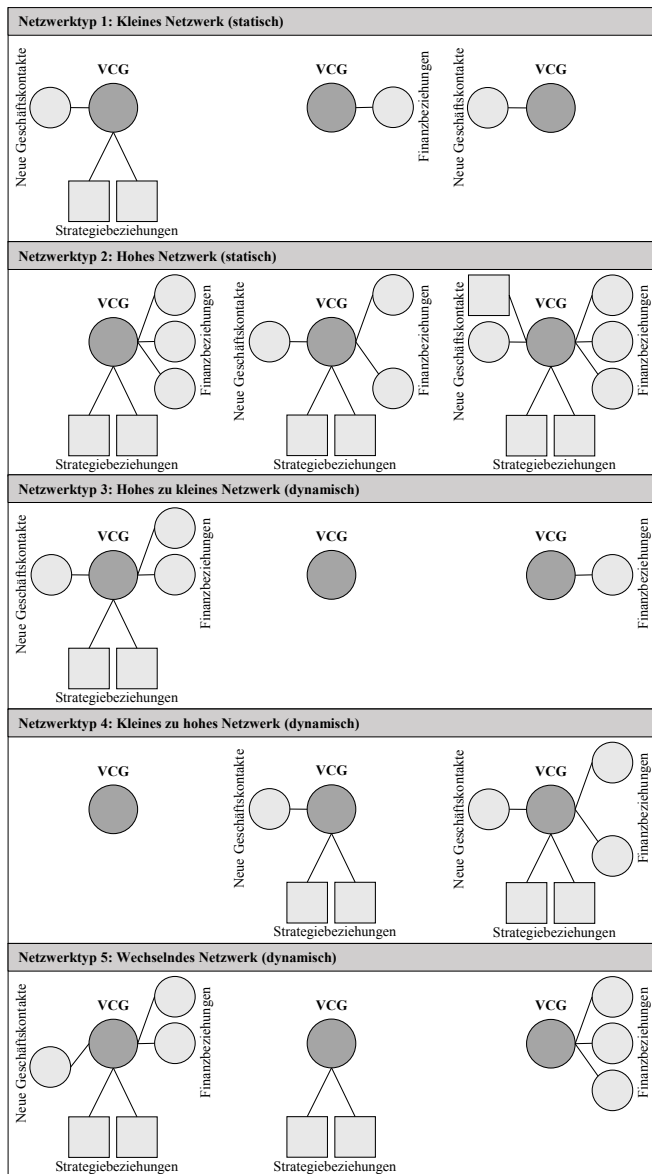 Netzwerktyp 1: Kleines Netzwerk (statisch)
Neue Geschäftskontakte
VCG
Strategiebeziehungen
VCG
Finanzbeziehungen
Neue Geschäftskontakte
VCG
Netzwerktyp 2: Hohes Netzwerk (statisch)
VCG
Finanzbeziehungen
Strategiebeziehungen
Neue Geschäftskontakte
VCG
Finanzbeziehungen
Strategiebeziehungen
Neue Geschäftskontakte
VCG
Finanzbeziehungen
Strategiebeziehungen
Netzwerktyp 3: Hohes zu kleines Netzwerk (dynamisch)
Neue Geschäftskontakte
VCG
Finanzbeziehungen
Strategiebeziehungen
VCG
VCG
Finanzbeziehungen
Netzwerktyp 4: Kleines zu hohes Netzwerk (dynamisch)
VCG
Neue Geschäftskontakte
VCG
Strategiebeziehungen
Neue Geschäftskontakte
VCG
Finanzbeziehungen
Strategiebeziehungen
Netzwerktyp 5: Wechselndes Netzwerk (dynamisch)
Neue Geschäftskontakte
VCG
Finanzbeziehungen
Strategiebeziehungen
VCG
Strategiebeziehungen
VCG
Finanzbeziehungen